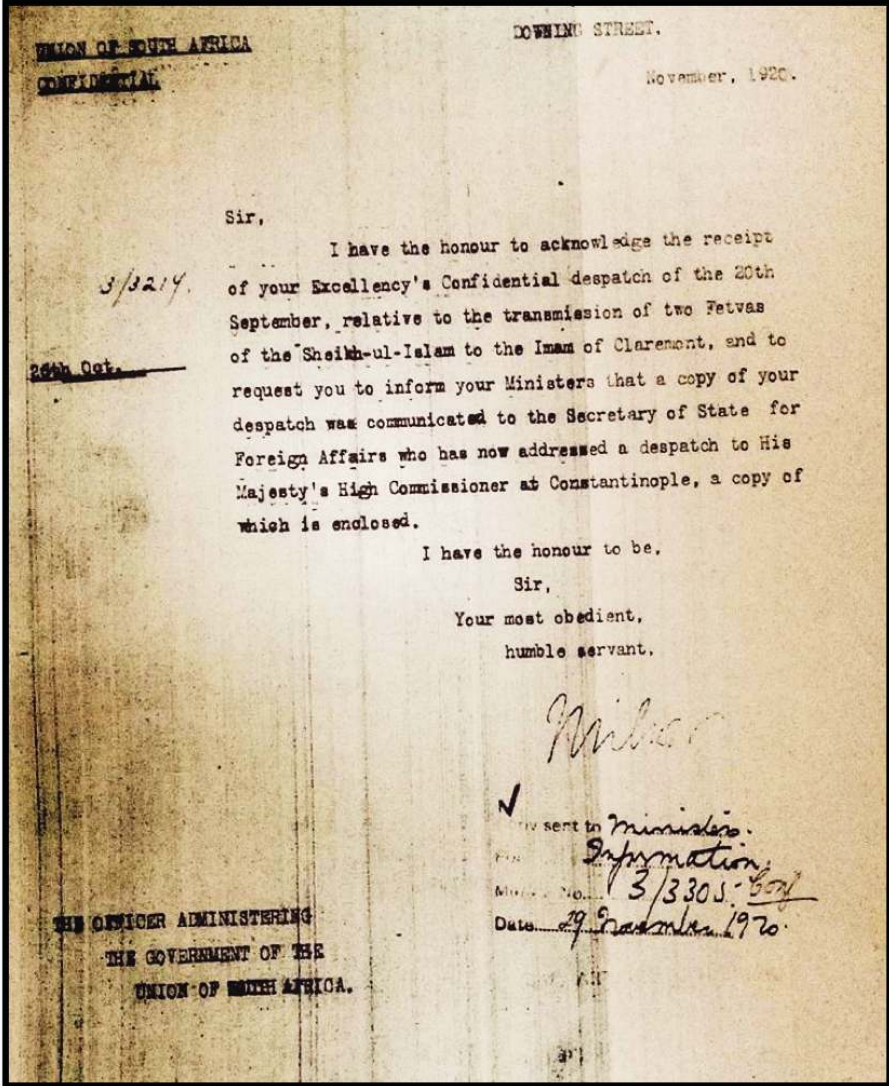 UNION OF SOUTH AFRICA
CONFIDENTIAL
DOWNING STREET.
November, 1920.
Sir,
I have the honour to acknowledge the receipt
of your Excellency's Confidential despatch of the 20th
September, relative to the transmission of two Fetvas
of the Sheikh-ul-Islam to the Imam of Claremont, and to
request you to inform your Ministers that a copy of your
despatch was communicated to the Secretary of State for
Foreign Affairs who has now addressed a despatch to His
Majesty's High Commissioner at Constantinople, a copy of
which is enclosed.
3/3214.
26th Oct.
I have the honour to be,
Sir,
Your most obedient,
humble servant,
sent to Ministers.
Information.
No. 3/3305. Conf
Date 29 November 1920.
THE OFFICER ADMINISTERING
THE GOVERNMENT OF THE
UNION OF SOUTH AFRICA.